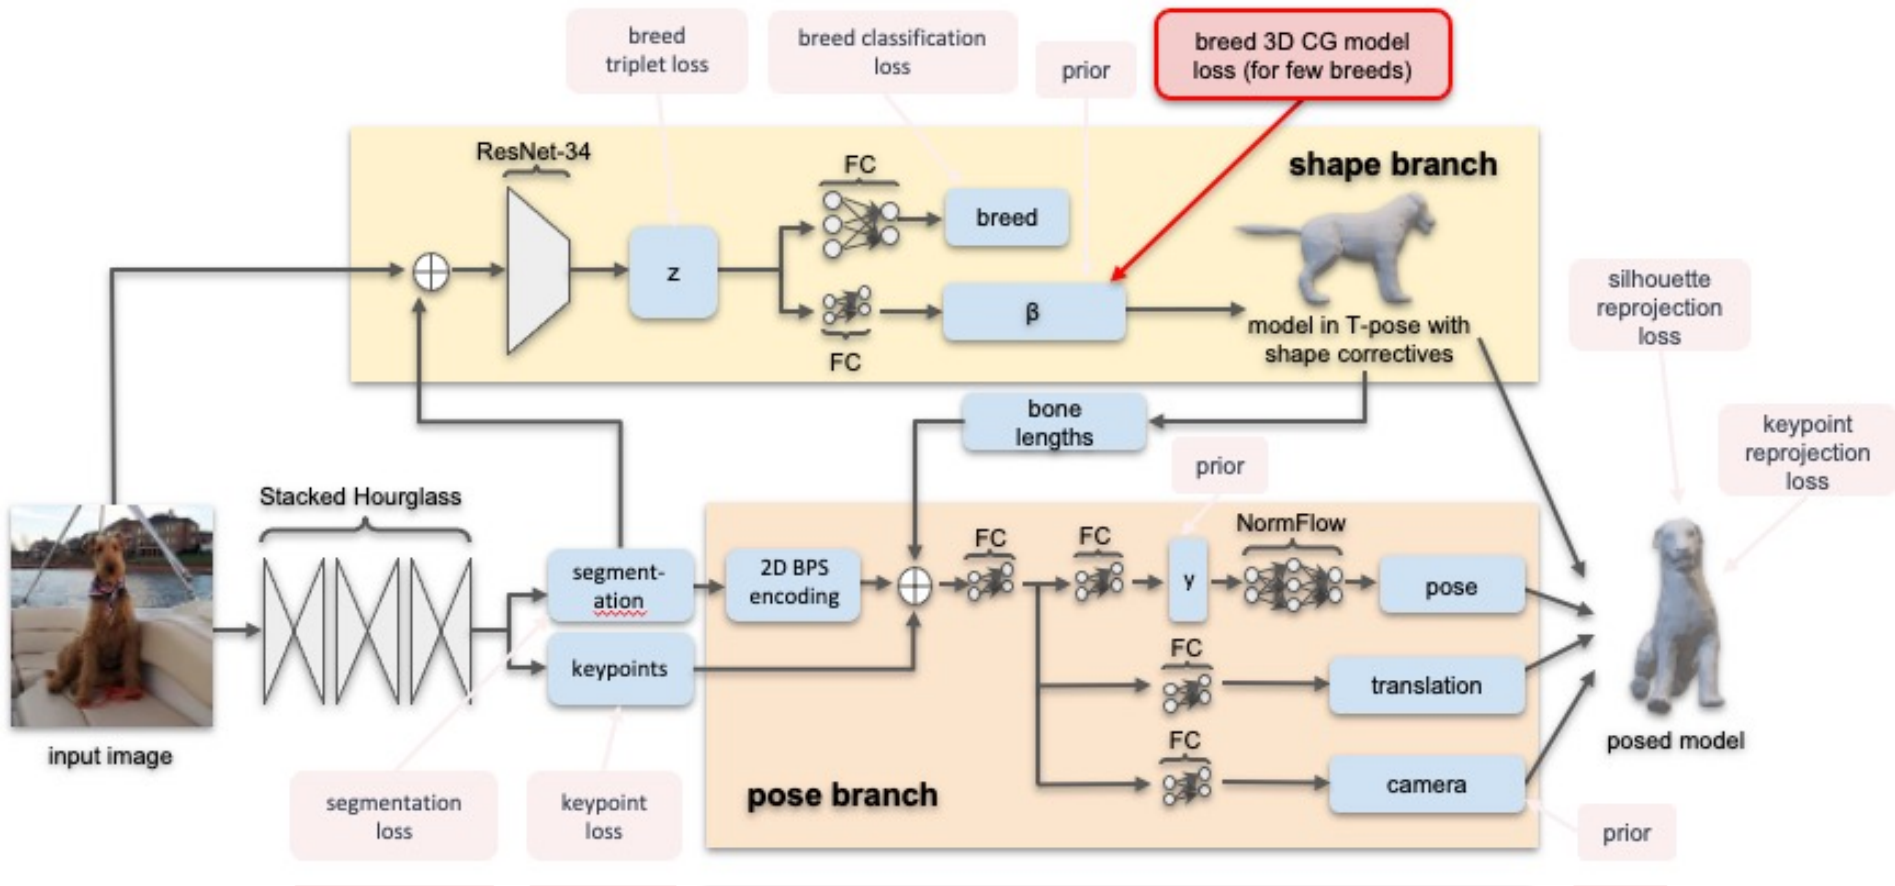 breed
triplet loss
breed classification
loss
prior
breed 3D CG model
loss (for few breeds)
ResNet-34
FC
shape branch
z
breed
β
FC
model in T-pose with
shape correctives
silhouette
reprojection
loss
bone
lengths
keypoint
reprojection
loss
prior
Stacked Hourglass
segment-
ation
keypoints
2D BPS
encoding
FC
FC
y
NormFlow
pose
FC
translation
FC
camera
posed model
input image
pose branch
segmentation
loss
keypoint
loss
prior